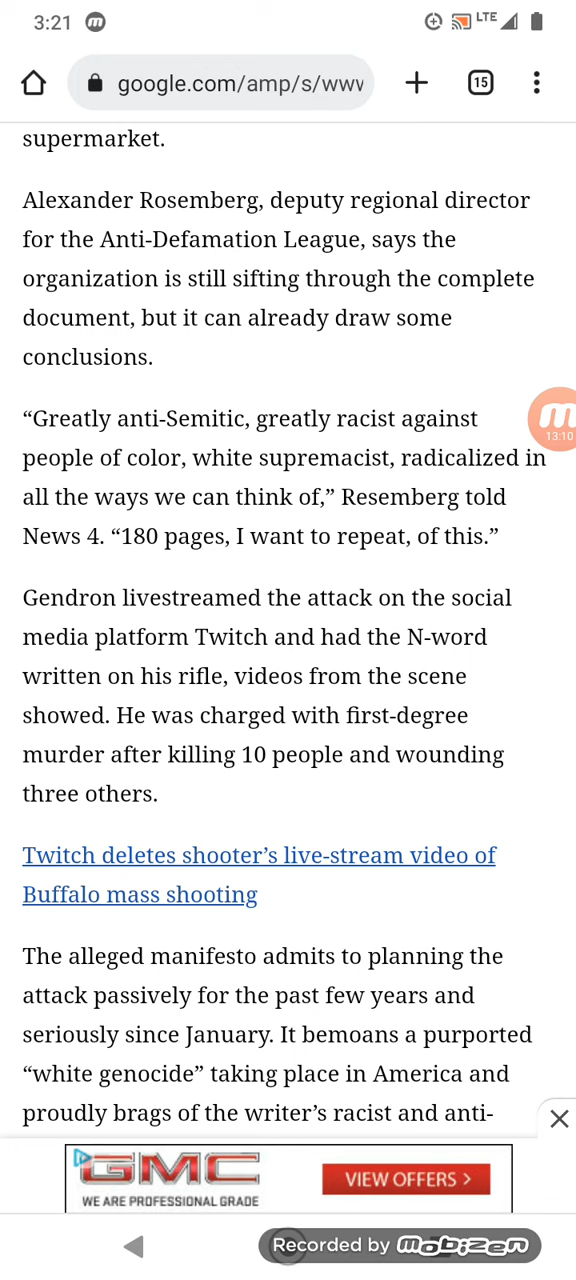 3:21 m LTE
google.com/amp/s/www 15
supermarket.
Alexander Rosemberg, deputy regional director
for the Anti-Defamation League, says the
organization is still sifting through the complete
document, but it can already draw some
conclusions.
“Greatly anti-Semitic, greatly racist against
people of color, white supremacist, radicalized in
all the ways we can think of,” Resemberg told
News 4. “180 pages, I want to repeat, of this.”
m
13:10
Gendron livestreamed the attack on the social
media platform Twitch and had the N-word
written on his rifle, videos from the scene
showed. He was charged with first-degree
murder after killing 10 people and wounding
three others.
Twitch deletes shooter’s live-stream video of
Buffalo mass shooting
The alleged manifesto admits to planning the
attack passively for the past few years and
seriously since January. It bemoans a purported
“white genocide” taking place in America and
proudly brags of the writer’s racist and anti-
GMC
WE ARE PROFESSIONAL GRADE
VIEW OFFERS >
Recorded by mobizen